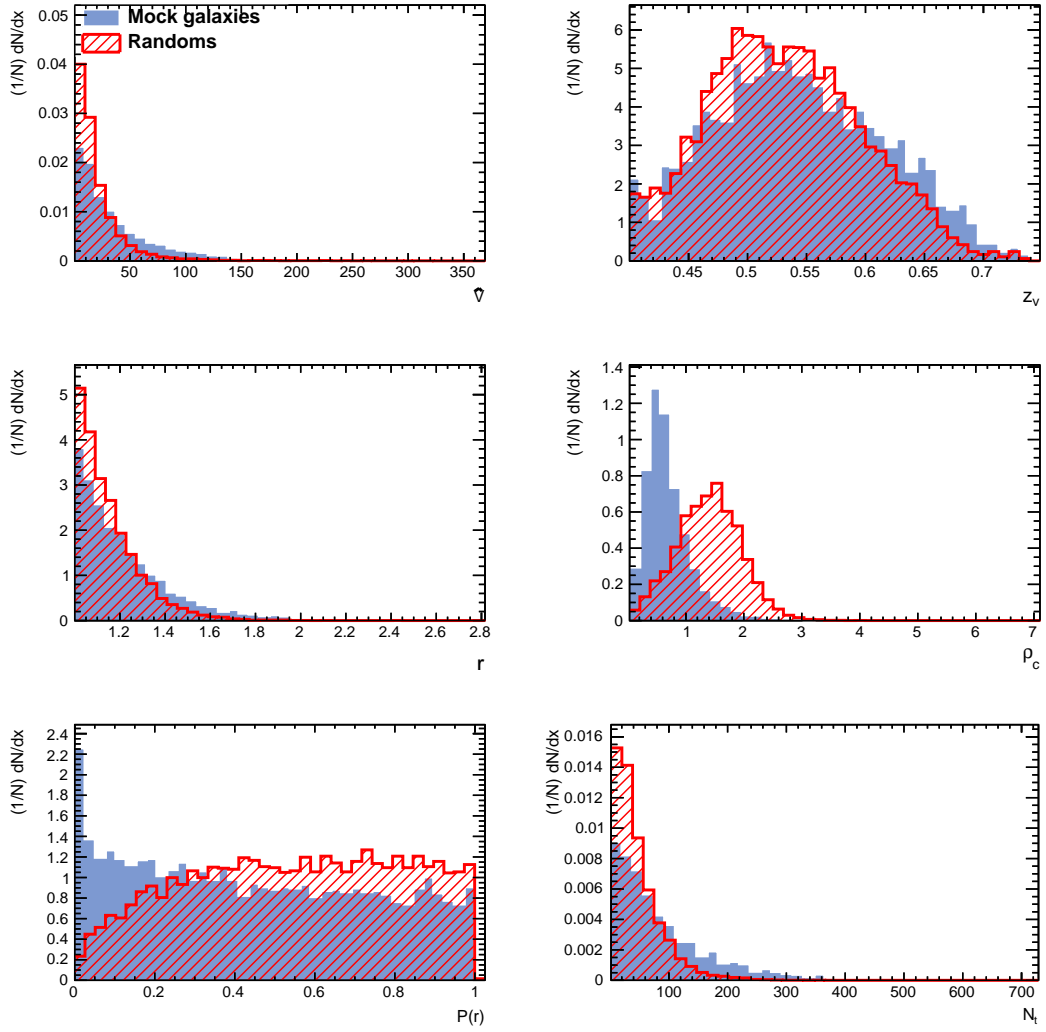 Mock galaxies
Randoms
(1/N) dN/dx
0.05
0.04
0.03
0.02
0.01
0
50 100 150 200 250 300 350
V̂
(1/N) dN/dx
6
5
4
3
2
1
0
0.45 0.5 0.55 0.6 0.65 0.7
z_v
(1/N) dN/dx
5
4
3
2
1
0
1.2 1.4 1.6 1.8 2 2.2 2.4 2.6 2.8
r
(1/N) dN/dx
1.4
1.2
1
0.8
0.6
0.4
0.2
0
1 2 3 4 5 6 7
ρ_c
(1/N) dN/dx
2.4
2.2
2
1.8
1.6
1.4
1.2
1
0.8
0.6
0.4
0.2
0
0 0.2 0.4 0.6 0.8 1
P(r)
(1/N) dN/dx
0.016
0.014
0.012
0.01
0.008
0.006
0.004
0.002
0
100 200 300 400 500 600 700
N_t